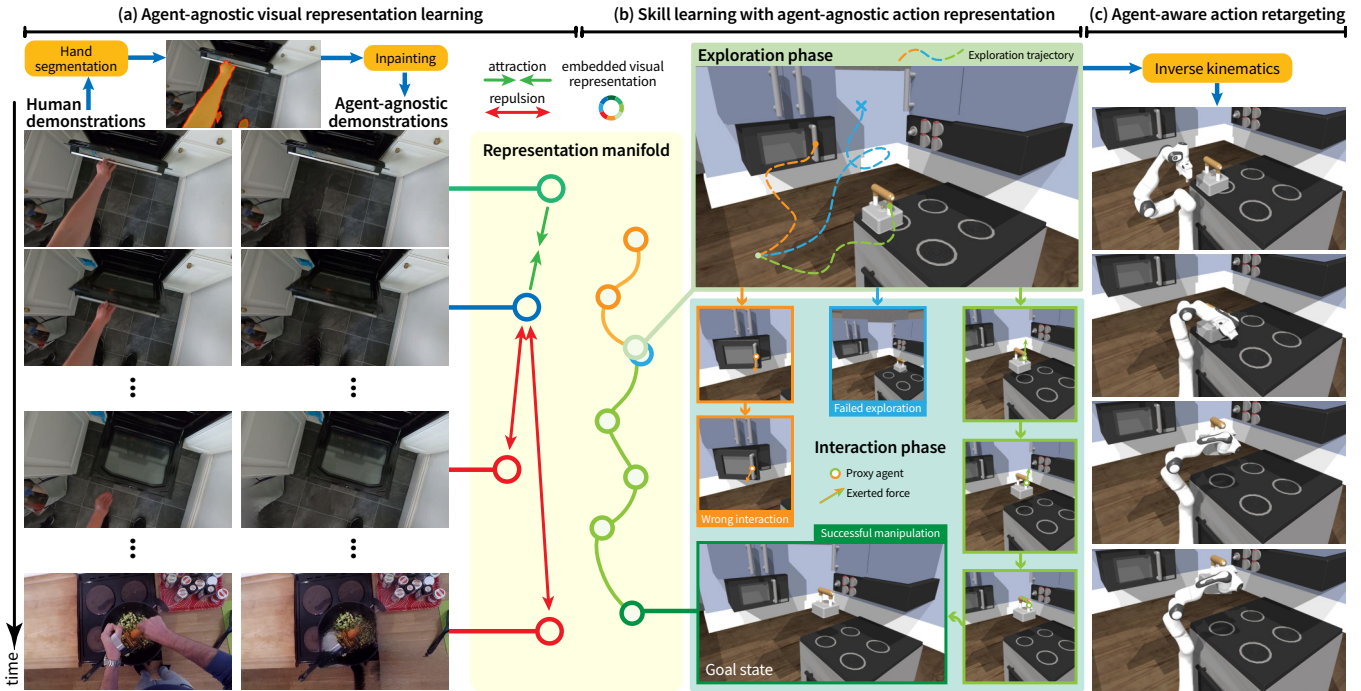 (a) Agent-agnostic visual representation learning
(b) Skill learning with agent-agnostic action representation
(c) Agent-aware action retargeting
Hand
segmentation
Inpainting
Human
demonstrations
Agent-agnostic
demonstrations
time
attraction
repulsion
embedded visual
representation
Representation manifold
Exploration phase
Exploration trajectory
Failed exploration
Wrong interaction
Interaction phase
Proxy agent
Exerted force
Successful manipulation
Goal state
Inverse kinematics